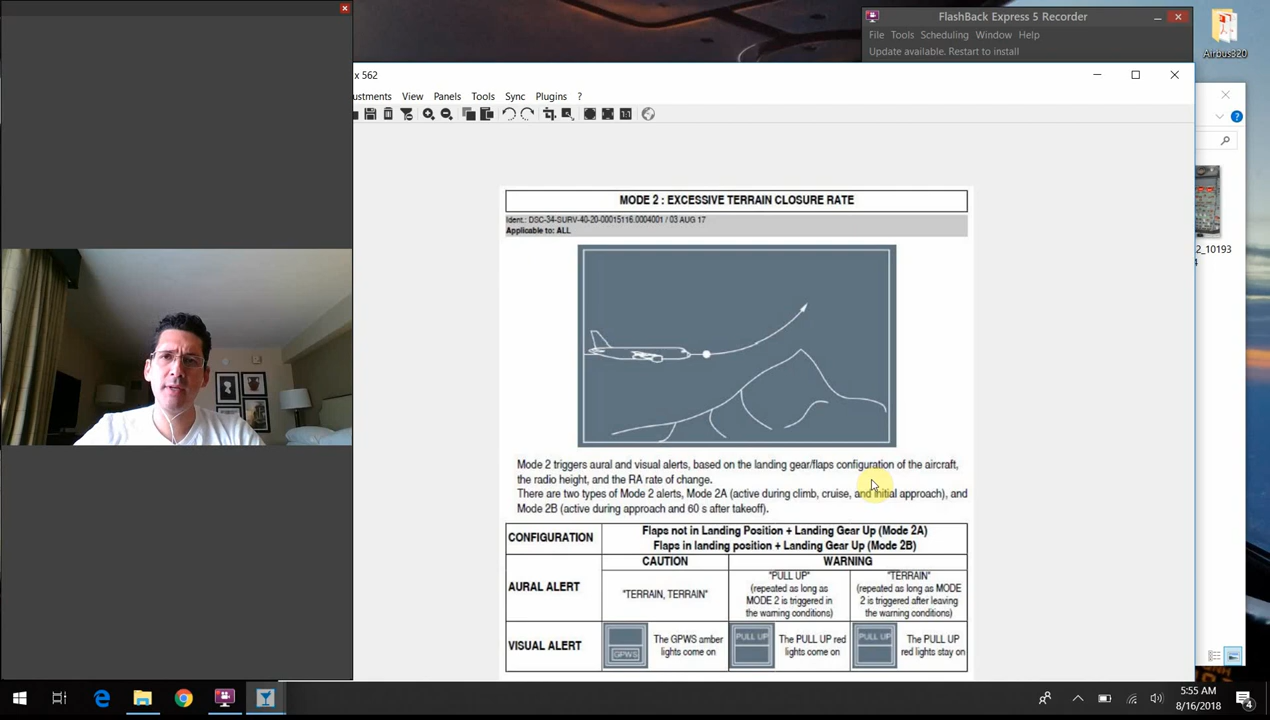 FlashBack Express 5 Recorder
File Tools Scheduling Window Help
Update available. Restart to install
Airbus320
x 562
ustments View Panels Tools Sync Plugins ?
MODE 2 : EXCESSIVE TERRAIN CLOSURE RATE
Ident.: DSC-34-SURV-40-20-00015116.0004001 / 03 AUG 17
Applicable to: ALL
2_10193
4
Mode 2 triggers aural and visual alerts, based on the landing gear/flaps configuration of the aircraft,
the radio height, and the RA rate of change.
There are two types of Mode 2 alerts, Mode 2A (active during climb, cruise, and initial approach), and
Mode 2B (active during approach and 60 s after takeoff).
CONFIGURATION
Flaps not in Landing Position + Landing Gear Up (Mode 2A)
Flaps in landing position + Landing Gear Up (Mode 2B)
CAUTION
WARNING
AURAL ALERT
"TERRAIN, TERRAIN"
"PULL UP"
(repeated as long as
MODE 2 is triggered in
the warning conditions)
"TERRAIN"
(repeated as long as MODE
2 is triggered after leaving
the warning conditions)
VISUAL ALERT
GPWS
The GPWS amber
lights come on
PULL UP
The PULL UP red
lights come on
PULL UP
The PULL UP
red lights stay on
5:55 AM
8/16/2018
4